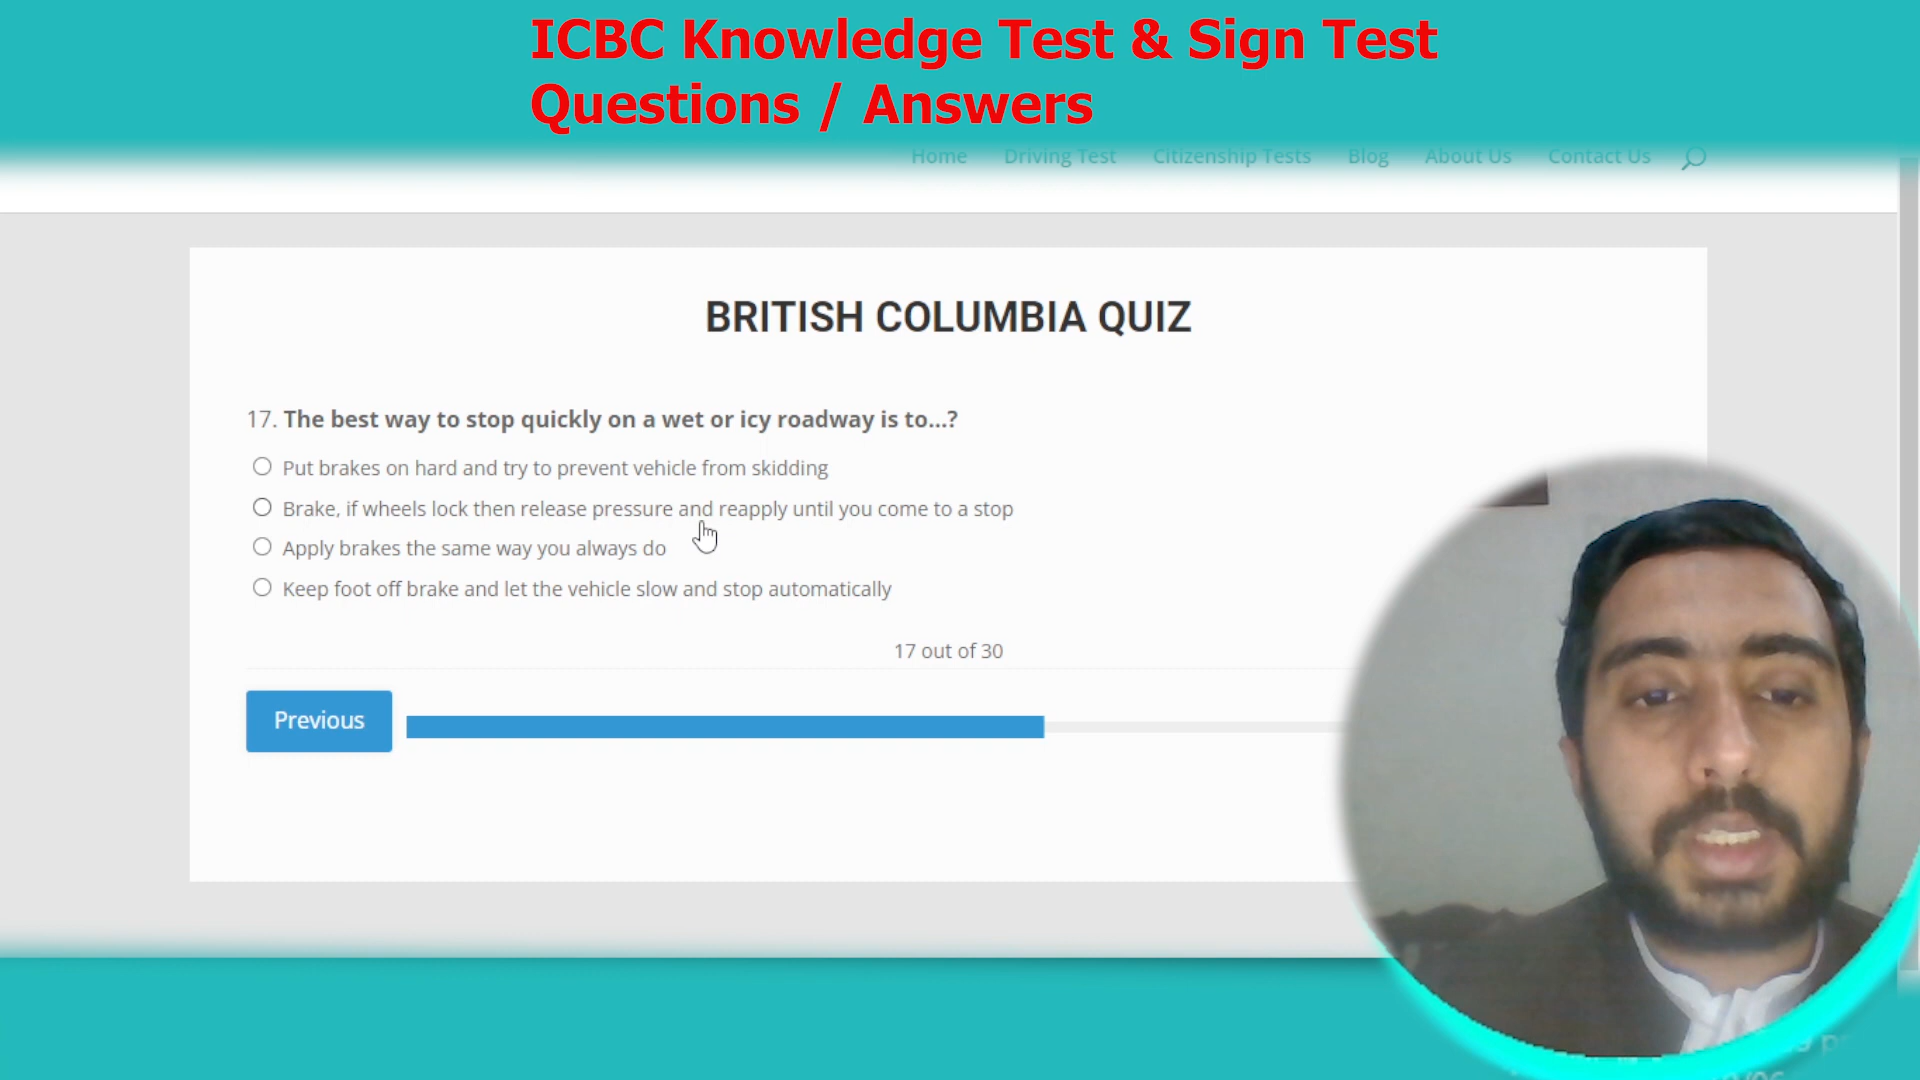 ICBC Knowledge Test & Sign Test
Questions / Answers
Home Driving Test Citizenship Tests Blog About Us Contact Us
BRITISH COLUMBIA QUIZ
17. The best way to stop quickly on a wet or icy roadway is to...?
Put brakes on hard and try to prevent vehicle from skidding
Brake, if wheels lock then release pressure and reapply until you come to a stop
Apply brakes the same way you always do
Keep foot off brake and let the vehicle slow and stop automatically
17 out of 30
Previous